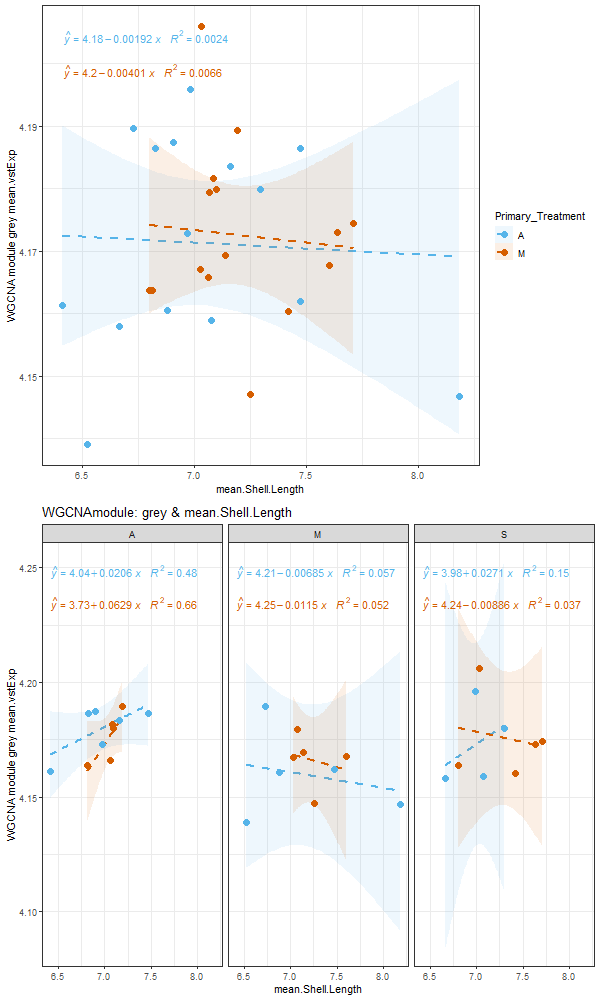 ŷ = 4.18 − 0.00192 x R² = 0.0024
ŷ = 4.2 − 0.00401 x R² = 0.0066
4.19
4.17
4.15
WGCNA module grey mean.vstExp
6.5 7.0 7.5 8.0
mean.Shell.Length
Primary_Treatment
A
M
WGCNAmodule: grey & mean.Shell.Length
A M S
ŷ = 4.04 + 0.0206 x R² = 0.48
ŷ = 3.73 + 0.0629 x R² = 0.66
ŷ = 4.21 − 0.00685 x R² = 0.057
ŷ = 4.25 − 0.0115 x R² = 0.052
ŷ = 3.98 + 0.0271 x R² = 0.15
ŷ = 4.24 − 0.00886 x R² = 0.037
4.25
4.20
4.15
4.10
WGCNA module grey mean.vstExp
6.5 7.0 7.5 8.0 6.5 7.0 7.5 8.0 6.5 7.0 7.5 8.0
mean.Shell.Length